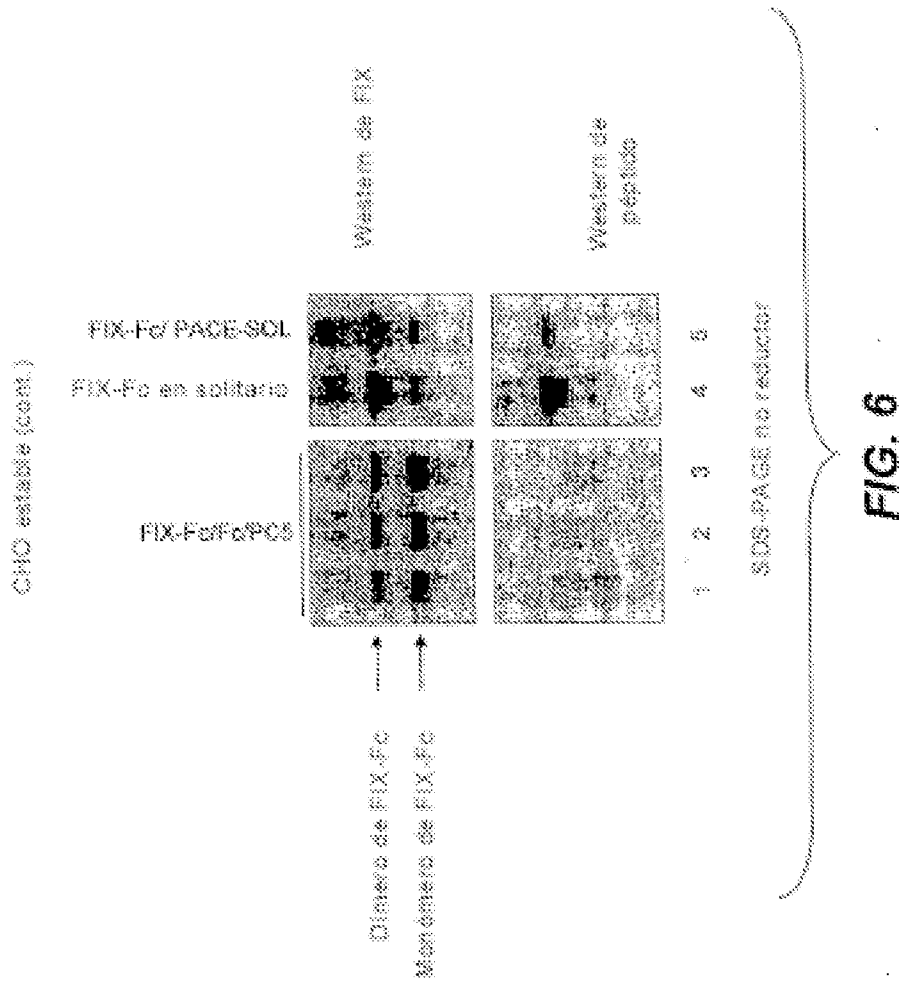 CHO estable (cont.)
FIX-Fc/Fc/PC5
FIX-Fc en solitario
FIX-Fc/ PACE-SOL
Dímero de FIX-Fc
Monómero de FIX-Fc
Western de FIX
Western de
péptido
1 2 3 4 5
SDS-PAGE no reductor
FIG. 6